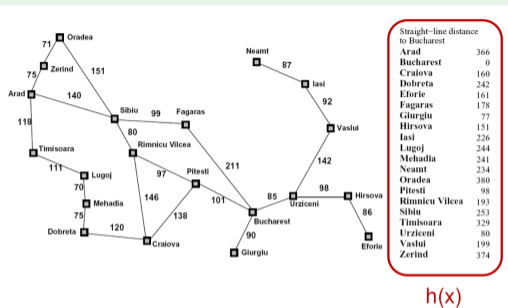 Oradea
71
Neamt
Zerind
87
75
151
Iasi
Arad
140
92
Sibiu
99
Fagaras
118
80
Vaslui
Timisoara
Rimnicu Vilcea
111
Lugoj
97
Pitesti
211
142
70
98
Hirsova
Mehadia
146
101
85
Urziceni
75
138
86
120
Bucharest
Dobreta
90
Craiova
Eforie
Giurgiu
Straight−line distance
to Bucharest
Arad 366
Bucharest 0
Craiova 160
Dobreta 242
Eforie 161
Fagaras 178
Giurgiu 77
Hirsova 151
Iasi 226
Lugoj 244
Mehadia 241
Neamt 234
Oradea 380
Pitesti 98
Rimnicu Vilcea 193
Sibiu 253
Timisoara 329
Urziceni 80
Vaslui 199
Zerind 374
h(x)